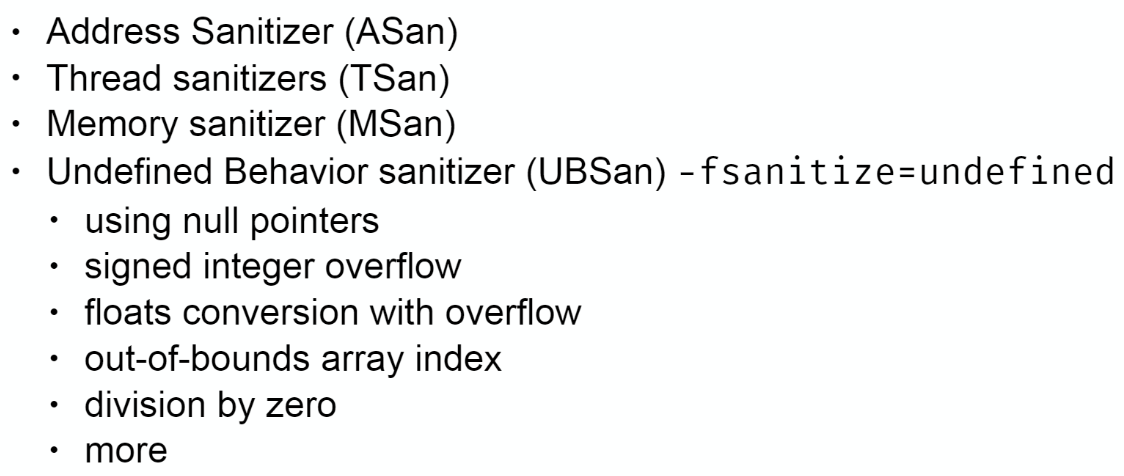 • Address Sanitizer (ASan)
• Thread sanitizers (TSan)
• Memory sanitizer (MSan)
• Undefined Behavior sanitizer (UBSan) -fsanitize=undefined
• using null pointers
• signed integer overflow
• floats conversion with overflow
• out-of-bounds array index
• division by zero
• more